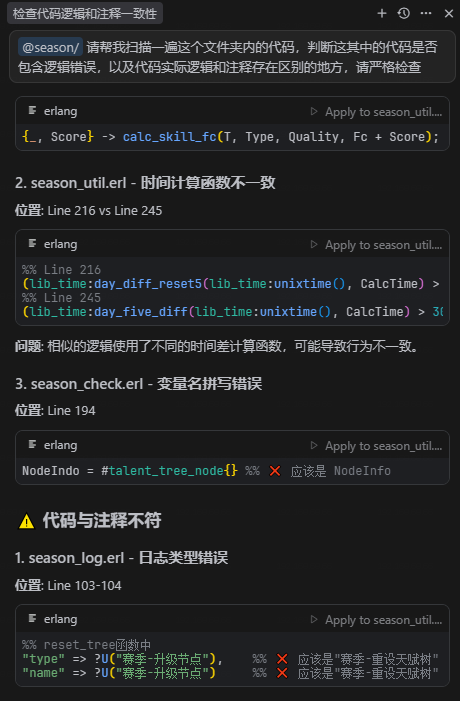 检查代码逻辑和注释一致性
@season/ 请帮我扫描一遍这个文件夹内的代码，判断这其中的代码是否
包含逻辑错误，以及代码实际逻辑和注释存在区别的地方，请严格检查
erlang
Apply to season_util....
{_, Score} -> calc_skill_fc(T, Type, Quality, Fc + Score);
2. season_util.erl - 时间计算函数不一致
位置: Line 216 vs Line 245
erlang
Apply to season_util....
%% Line 216
(lib_time:day_diff_reset5(lib_time:unixtime(), CalcTime) >
%% Line 245
(lib_time:day_five_diff(lib_time:unixtime(), CalcTime) > 30
问题: 相似的逻辑使用了不同的时间差计算函数，可能导致行为不一致。
3. season_check.erl - 变量名拼写错误
位置: Line 194
erlang
Apply to season_util....
NodeIndo = #talent_tree_node{} %% ❌ 应该是 NodeInfo
⚠️ 代码与注释不符
1. season_log.erl - 日志类型错误
位置: Line 103-104
erlang
Apply to season_util....
%% reset_tree函数中
"type" => ?U("赛季-升级节点"), %% ❌ 应该是"赛季-重设天赋树"
"name" => ?U("赛季-升级节点") %% ❌ 应该是"赛季-重设天赋树"